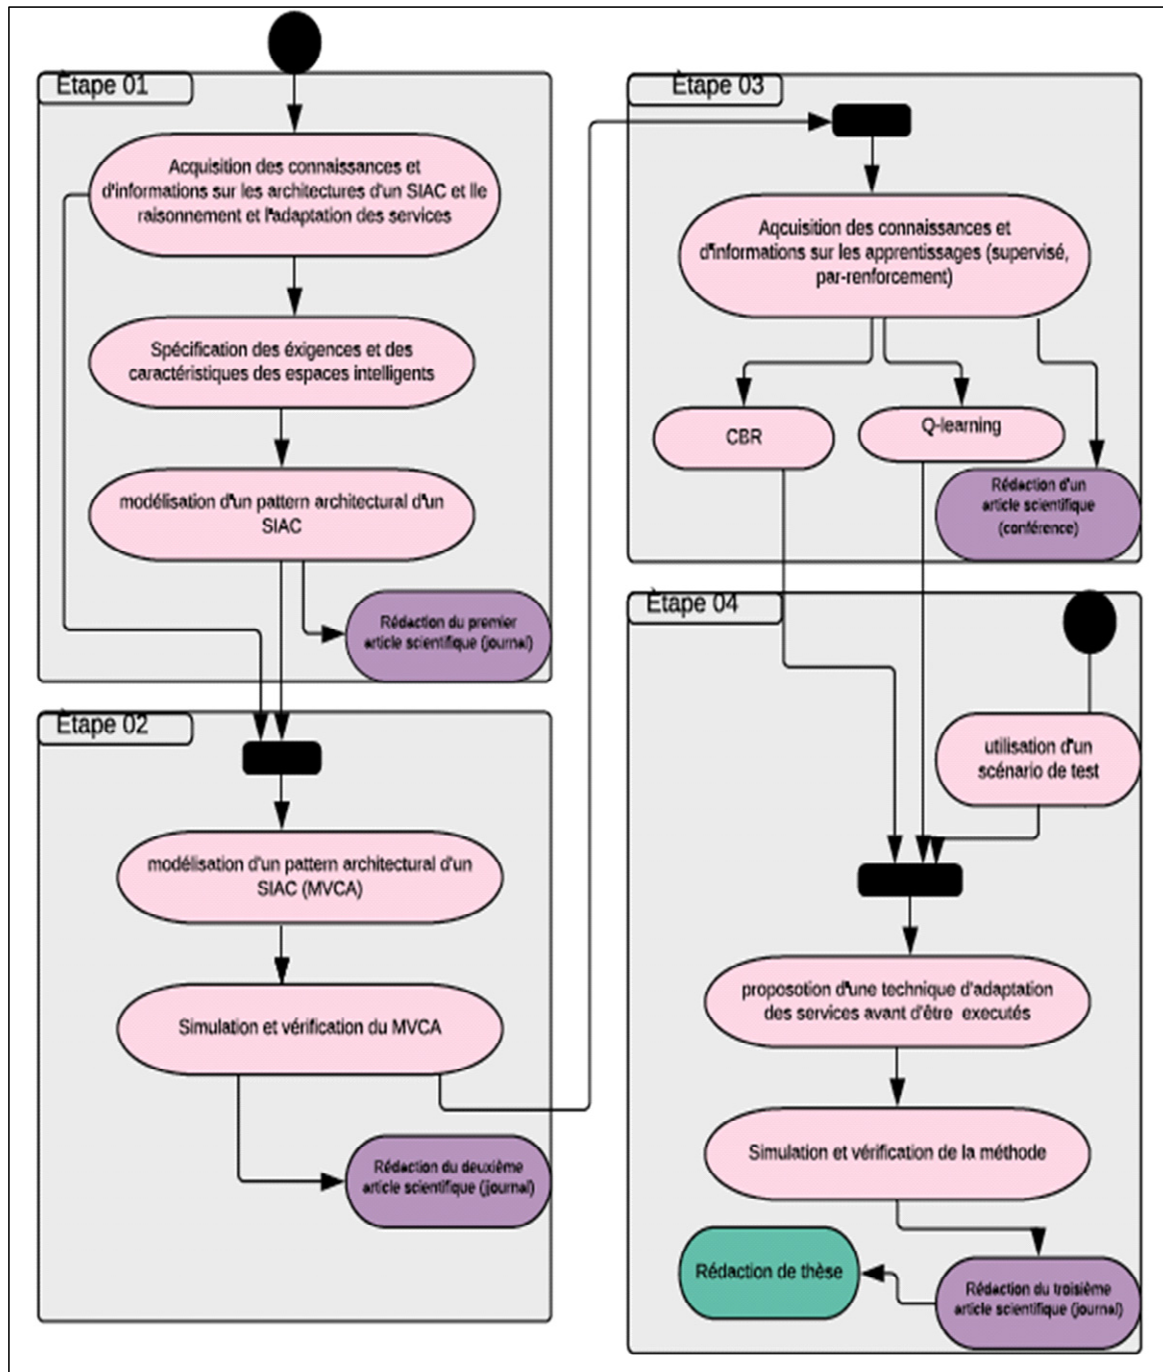 Étape 01
Acquisition des connaissances et
d'informations sur les architectures d'un SIAC et lle
raisonnement et l'adaptation des services
Spécification des éxigences et des
caractéristiques des espaces intelligents
modélisation d'un pattern architectural d'un
SIAC
Rédaction du premier
article scientifique (journal)
Étape 02
modélisation d'un pattern architectural d'un
SIAC (MVCA)
Simulation et vérification du MVCA
Rédaction du deuxième
article scientifique (journal)
Étape 03
Aqcuisition des connaissances et
d'informations sur les apprentissages (supervisé,
par-renforcement)
CBR
Q-learning
Rédaction d'un
article scientifique
(conférence)
Étape 04
utilisation d'un
scénario de test
proposotion d'une technique d'adaptation
des services avant d'être executés
Simulation et vérification de la méthode
Rédaction de thèse
Rédaction du troisième
article scientifique (journal)